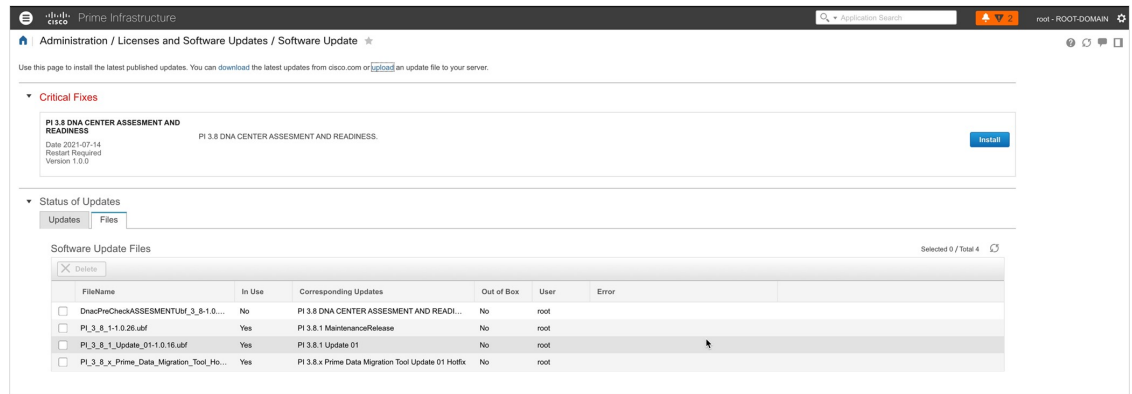 cisco Prime Infrastructure
Application Search
2
root - ROOT-DOMAIN
Administration / Licenses and Software Updates / Software Update
Use this page to install the latest published updates. You can download the latest updates from cisco.com or upload an update file to your server.
Critical Fixes
PI 3.8 DNA CENTER ASSESMENT AND
READINESS
PI 3.8 DNA CENTER ASSESMENT AND READINESS.
Install
Date 2021-07-14
Restart Required
Version 1.0.0
Status of Updates
Updates Files
Software Update Files
Selected 0 / Total 4
Delete
FileName In Use Corresponding Updates Out of Box User Error
DnacPreCheckASSESMENTUbf_3_8-1.0.... No PI 3.8 DNA CENTER ASSESMENT AND READI... No root
PI_3_8_1-1.0.26.ubf Yes PI 3.8.1 MaintenanceRelease No root
PI_3_8_1_Update_01-1.0.16.ubf Yes PI 3.8.1 Update 01 No root
PI_3_8_x_Prime_Data_Migration_Tool_Ho... Yes PI 3.8.x Prime Data Migration Tool Update 01 Hotfix No root